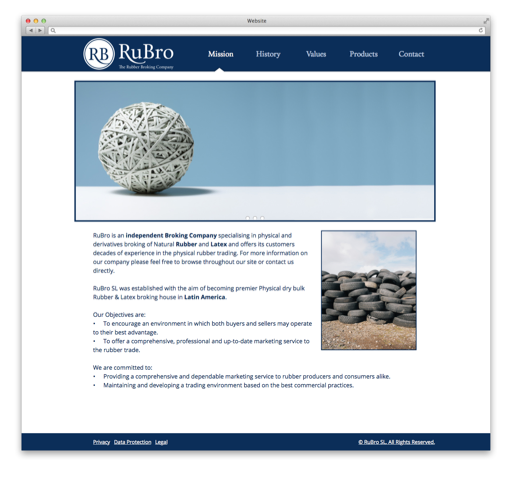 Website
RB RuBro
The Rubber Broking Company
Mission History Values Products Contact
RuBro is an independent Broking Company specialising in physical and
derivatives broking of Natural Rubber and Latex and offers its customers
decades of experience in the physical rubber trading. For more information on
our company please feel free to browse throughout our site or contact us
directly.
RuBro SL was established with the aim of becoming premier Physical dry bulk
Rubber & Latex broking house in Latin America.
Our Objectives are:
• To encourage an environment in which both buyers and sellers may operate
to their best advantage.
• To offer a comprehensive, professional and up-to-date marketing service to
the rubber trade.
We are committed to:
• Providing a comprehensive and dependable marketing service to rubber producers and consumers alike.
• Maintaining and developing a trading environment based on the best commercial practices.
Privacy Data Protection Legal © RuBro SL, All Rights Reserved.